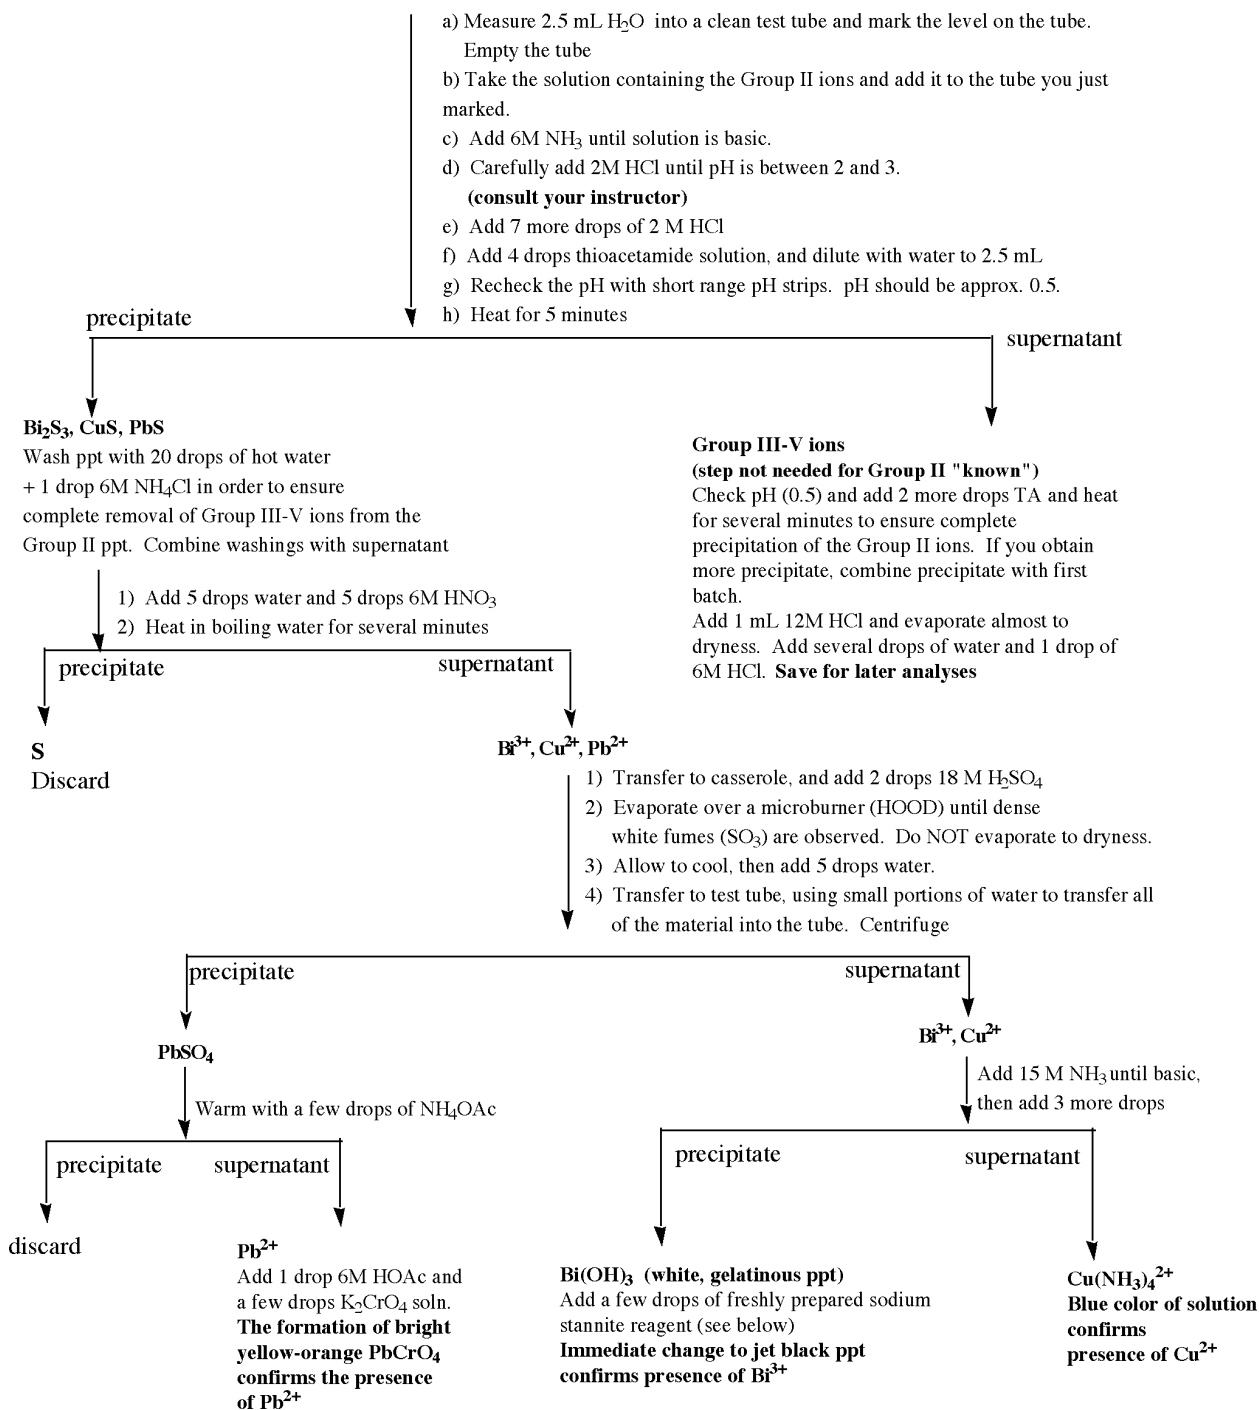 a) Measure 2.5 mL H₂O into a clean test tube and mark the level on the tube.
Empty the tube
b) Take the solution containing the Group II ions and add it to the tube you just
marked.
c) Add 6M NH₃ until solution is basic.
d) Carefully add 2M HCl until pH is between 2 and 3.
(consult your instructor)
e) Add 7 more drops of 2 M HCl
f) Add 4 drops thioacetamide solution, and dilute with water to 2.5 mL
g) Recheck the pH with short range pH strips. pH should be approx. 0.5.
h) Heat for 5 minutes
precipitate
supernatant
Bi₂S₃, CuS, PbS
Wash ppt with 20 drops of hot water
+ 1 drop 6M NH₄Cl in order to ensure
complete removal of Group III-V ions from the
Group II ppt. Combine washings with supernatant
Group III-V ions
(step not needed for Group II "known")
Check pH (0.5) and add 2 more drops TA and heat
for several minutes to ensure complete
precipitation of the Group II ions. If you obtain
more precipitate, combine precipitate with first
batch.
Add 1 mL 12M HCl and evaporate almost to
dryness. Add several drops of water and 1 drop of
6M HCl. Save for later analyses
1) Add 5 drops water and 5 drops 6M HNO₃
2) Heat in boiling water for several minutes
precipitate
supernatant
S
Discard
Bi³⁺, Cu²⁺, Pb²⁺
1) Transfer to casserole, and add 2 drops 18 M H₂SO₄
2) Evaporate over a microburner (HOOD) until dense
white fumes (SO₃) are observed. Do NOT evaporate to dryness.
3) Allow to cool, then add 5 drops water.
4) Transfer to test tube, using small portions of water to transfer all
of the material into the tube. Centrifuge
precipitate
supernatant
PbSO₄
Bi³⁺, Cu²⁺
Warm with a few drops of NH₄OAc
Add 15 M NH₃ until basic,
then add 3 more drops
precipitate
supernatant
precipitate
supernatant
discard
Pb²⁺
Add 1 drop 6M HOAc and
a few drops K₂CrO₄ soln.
The formation of bright
yellow-orange PbCrO₄
confirms the presence
of Pb²⁺
Bi(OH)₃ (white, gelatinous ppt)
Add a few drops of freshly prepared sodium
stannite reagent (see below)
Immediate change to jet black ppt
confirms presence of Bi³⁺
Cu(NH₃)₄²⁺
Blue color of solution
confirms
presence of Cu²⁺